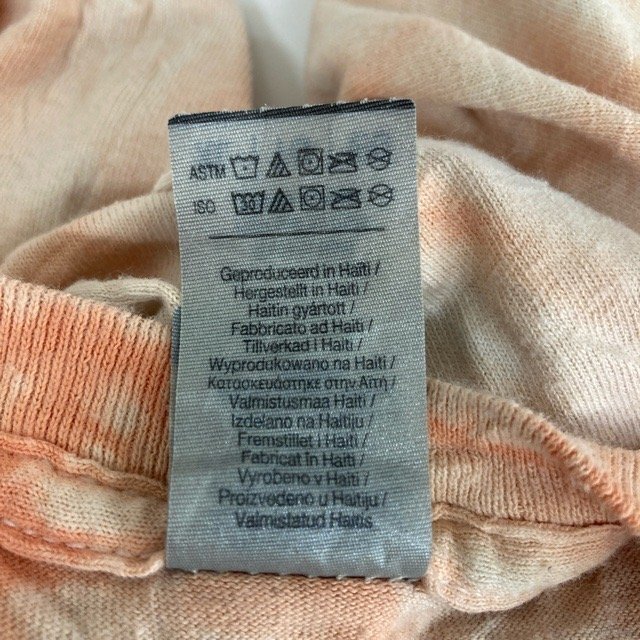 ASTM
ISO
Geproduceerd in Haïti /
Hergestellt in Haiti /
Haitin gyártott /
Fabbricato ad Haiti /
Tillverkad i Haiti /
Wyprodukowano na Haiti /
Κατασκευάστηκε στην Αϊτή /
Valmistusmaa Haiti /
Izdelano na Haitiju /
Fremstillet i Haiti /
Fabricat în Haiti /
Vyrobeno v Haiti /
Proizvedeno u Haitiju /
Valmistatud Haitis